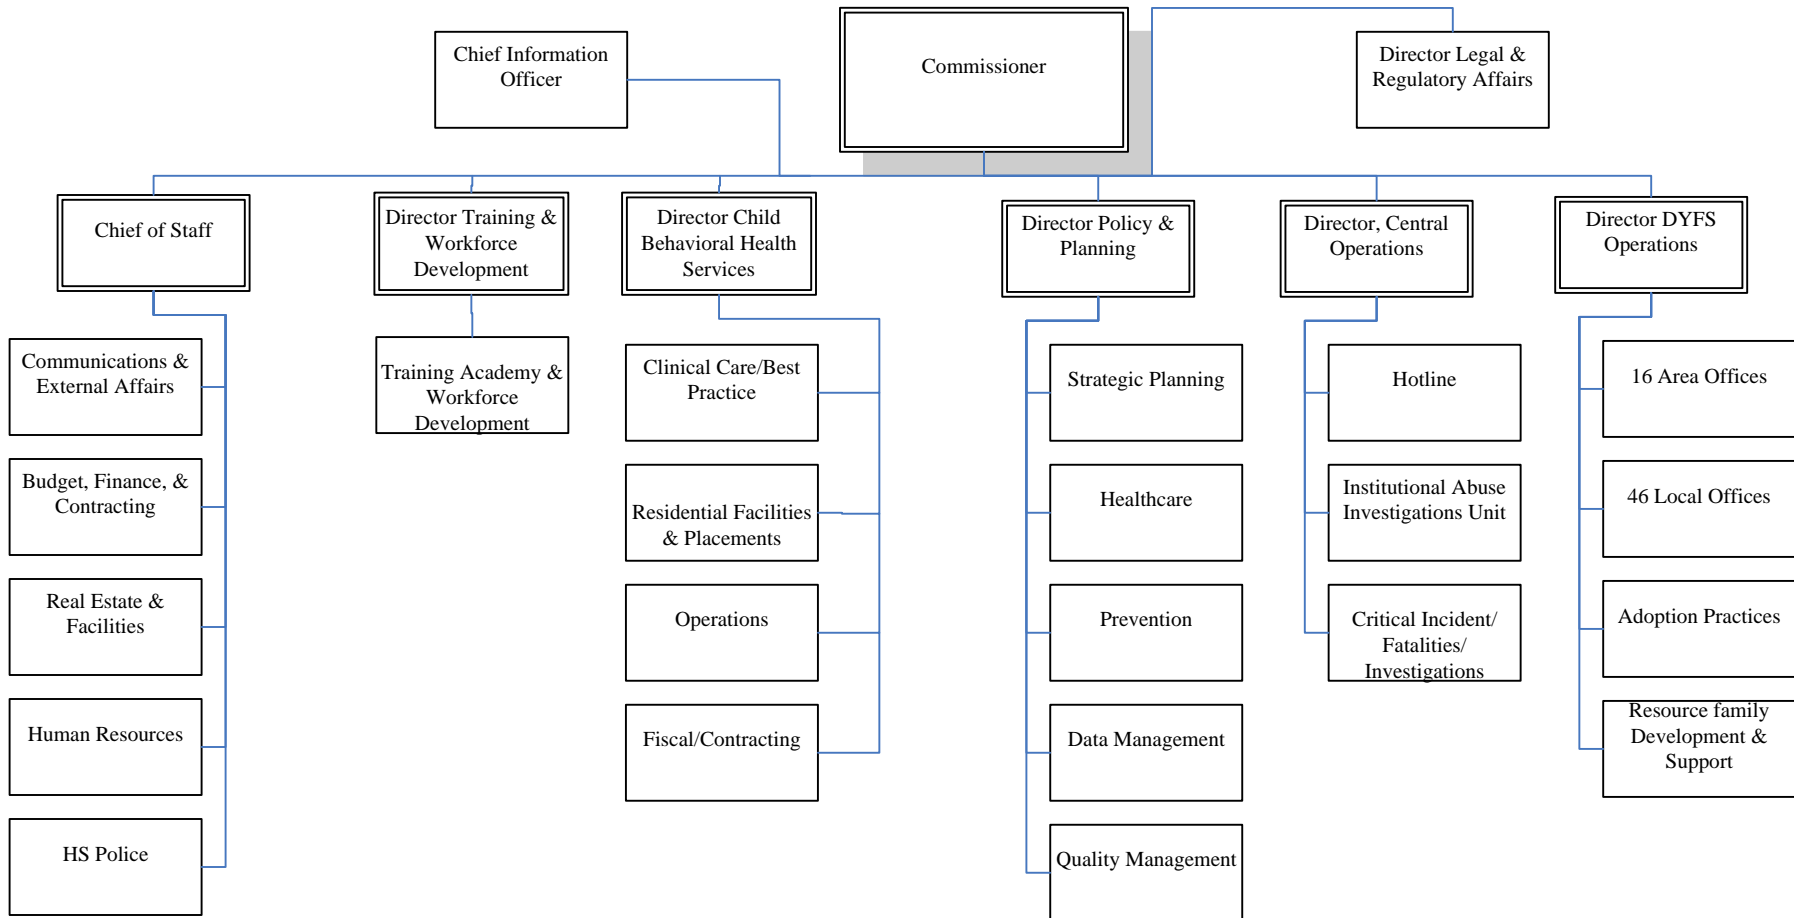 Chief Information
Officer
Commissioner
Director Legal &
Regulatory Affairs
Chief of Staff
Director Training &
Workforce
Development
Director Child
Behavioral Health
Services
Director Policy &
Planning
Director, Central
Operations
Director DYFS
Operations
Communications &
External Affairs
Budget, Finance, &
Contracting
Real Estate &
Facilities
Human Resources
HS Police
Training Academy &
Workforce
Development
Clinical Care/Best
Practice
Residential Facilities
& Placements
Operations
Fiscal/Contracting
Strategic Planning
Healthcare
Prevention
Data Management
Quality Management
Hotline
Institutional Abuse
Investigations Unit
Critical Incident/
Fatalities/
Investigations
16 Area Offices
46 Local Offices
Adoption Practices
Resource family
Development &
Support